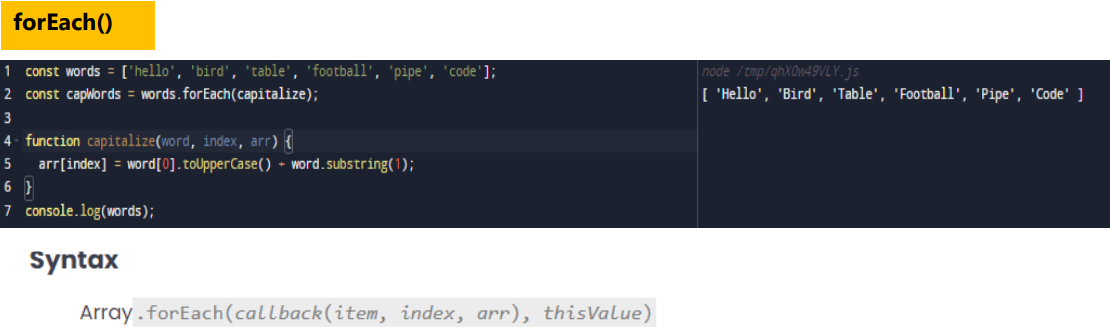 forEach()
1 const words = ['hello', 'bird', 'table', 'football', 'pipe', 'code'];
node /tmp/qhX0w49VLY.js
2 const capWords = words.forEach(capitalize);
[ 'Hello', 'Bird', 'Table', 'Football', 'Pipe', 'Code' ]
3
4 function capitalize(word, index, arr) {
5 arr[index] = word[0].toUpperCase() + word.substring(1);
6 }
7 console.log(words);
Syntax
Array.forEach(callback(item, index, arr), thisValue)